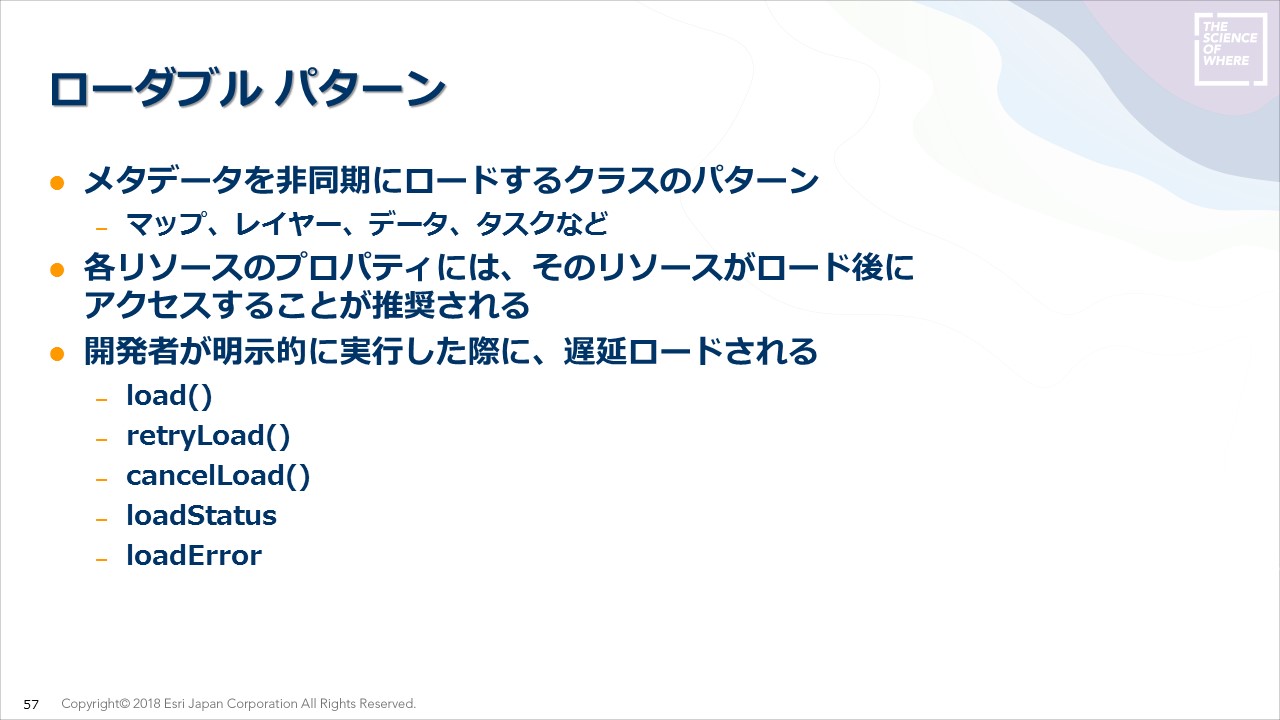 THE
SCIENCE
OF
WHERE
ローダブル パターン
● メタデータを非同期にロードするクラスのパターン
– マップ、レイヤー、データ、タスクなど
● 各リソースのプロパティには、そのリソースがロード後に
アクセスすることが推奨される
● 開発者が明示的に実行した際に、遅延ロードされる
– load()
– retryLoad()
– cancelLoad()
– loadStatus
– loadError
57 Copyright© 2018 Esri Japan Corporation All Rights Reserved.